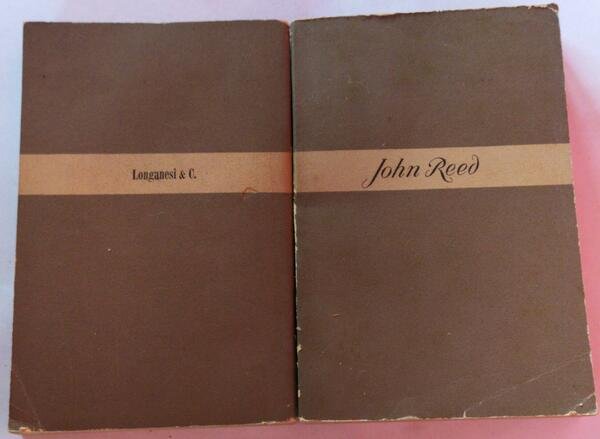 Longanesi & C.
John Reed